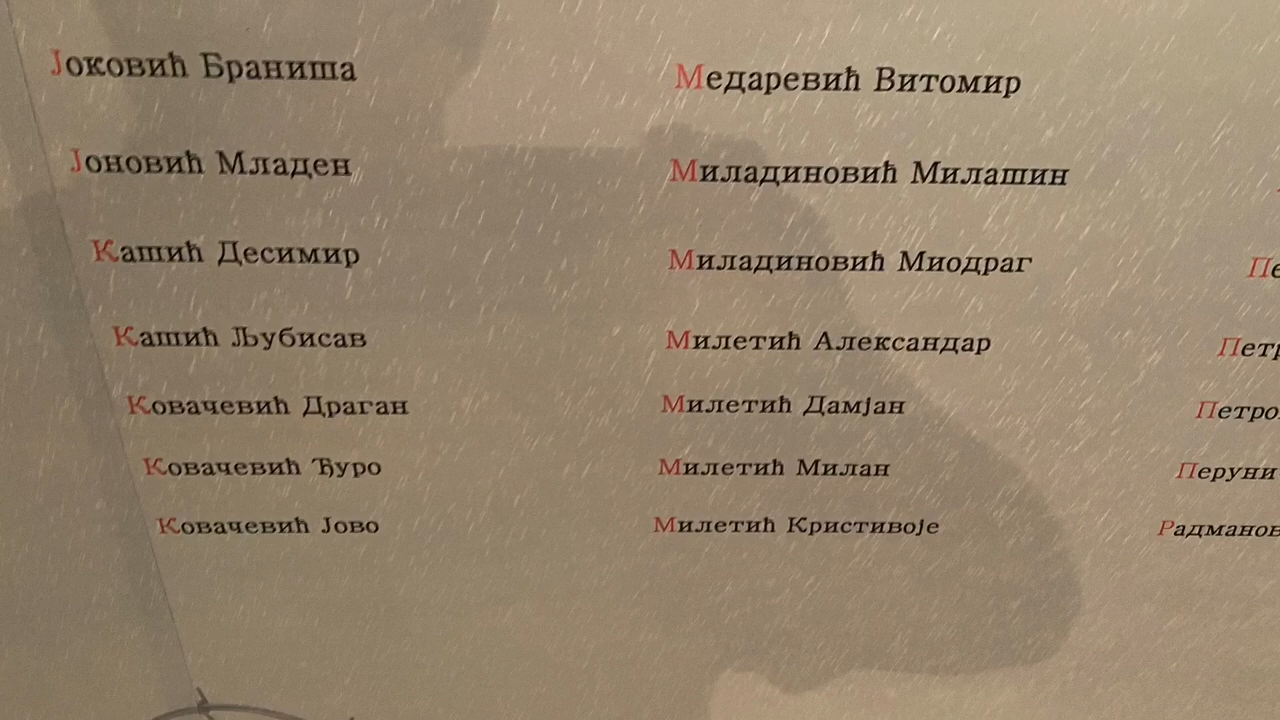 Јоковић Браниша
Јоновић Младен
Кашић Десимир
Кашић Љубисав
Ковачевић Драган
Ковачевић Ђуро
Ковачевић Јово
Медаревић Витомир
Миладиновић Милашин
Миладиновић Миодраг
Милетић Александар
Милетић Дамјан
Милетић Милан
Милетић Кристивоје